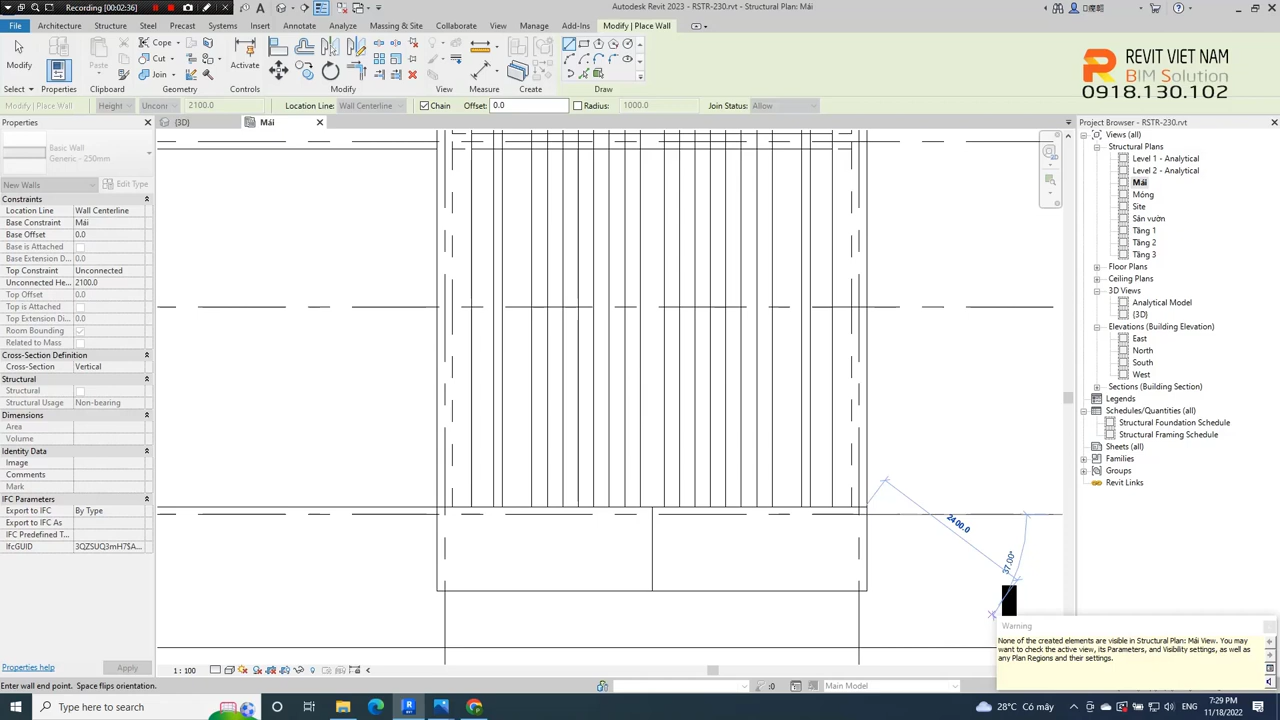 Recording [00:02:36]
Autodesk Revit 2023 - RSTR-230.rvt - Structural Plan: Mái
File
Architecture
Structure
Steel
Precast
Systems
Insert
Annotate
Analyze
Massing & Site
Collaborate
View
Manage
Add-Ins
Modify | Place Wall
Modify
Paste
Cope
Cut
Join
Activate
Select
Properties
Clipboard
Geometry
Controls
Modify
View
Measure
Create
Draw
REVIT VIET NAM
BIM Solution
0918.130.102
Modify | Place Wall
Height
Unconr
2100.0
Location Line:
Wall Centerline
Chain
Offset:
0.0
Radius:
1000.0
Join Status:
Allow
Properties
{3D}
Mái
Project Browser - RSTR-230.rvt
Basic Wall
Generic - 250mm
New Walls
Edit Type
Constraints
Location Line Wall Centerline
Base Constraint Mái
Base Offset 0.0
Base is Attached
Base Extension D... 0.0
Top Constraint Unconnected
Unconnected He... 2100.0
Top Offset 0.0
Top is Attached
Top Extension Di... 0.0
Room Bounding
Related to Mass
Cross-Section Definition
Cross-Section Vertical
Structural
Structural
Structural Usage Non-bearing
Dimensions
Area
Volume
Identity Data
Image
Comments
Mark
IFC Parameters
Export to IFC By Type
Export to IFC As
IFC Predefined T...
IfcGUID 3QZSUQ3mH7$A...
Properties help
Apply
Views (all)
Structural Plans
Level 1 - Analytical
Level 2 - Analytical
Mái
Móng
Site
Sân vườn
Tầng 1
Tầng 2
Tầng 3
Floor Plans
Ceiling Plans
3D Views
Analytical Model
{3D}
Elevations (Building Elevation)
East
North
South
West
Sections (Building Section)
Legends
Schedules/Quantities (all)
Structural Foundation Schedule
Structural Framing Schedule
Sheets (all)
Families
Groups
Revit Links
2400.0
37.00°
Warning
None of the created elements are visible in Structural Plan: Mái View. You may
want to check the active view, its Parameters, and Visibility settings, as well as
any Plan Regions and their settings.
1 : 100
Enter wall end point. Space flips orientation.
:0
Main Model
Type here to search
28°C Có mây
ENG
7:29 PM
11/18/2022